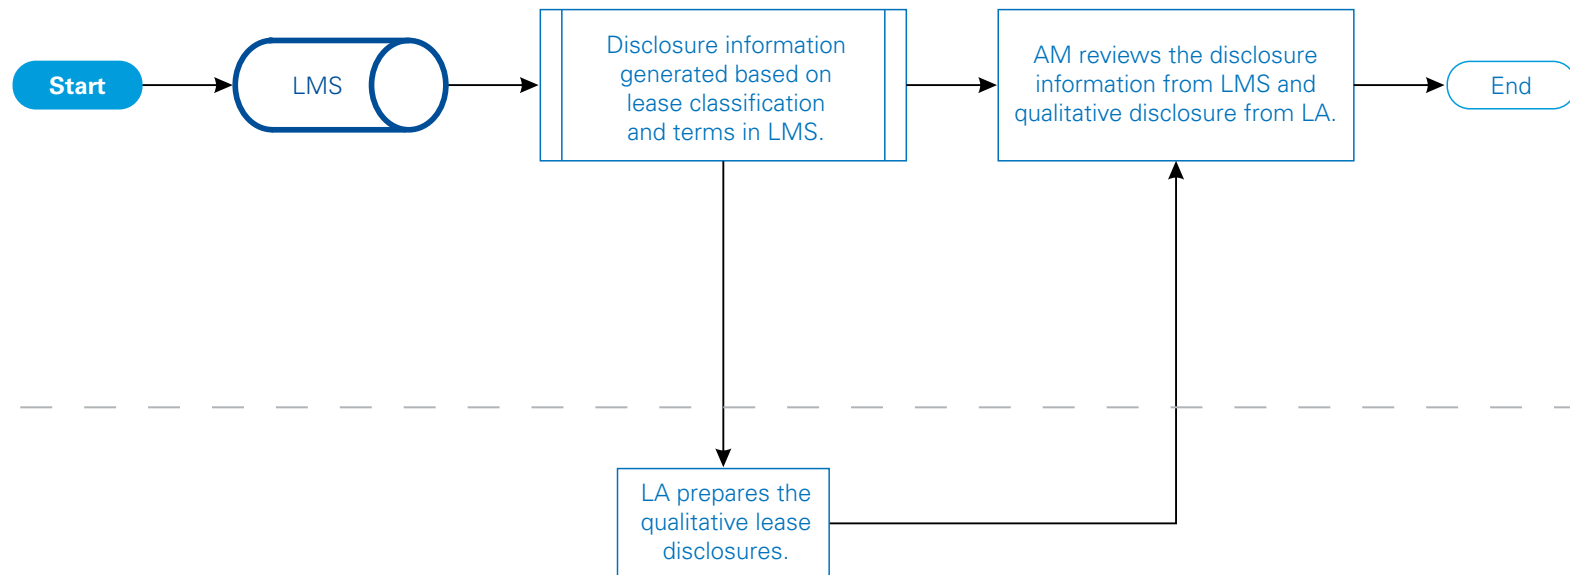 Start
LMS
Disclosure information
generated based on
lease classification
and terms in LMS.
AM reviews the disclosure
information from LMS and
qualitative disclosure from LA.
End
LA prepares the
qualitative lease
disclosures.